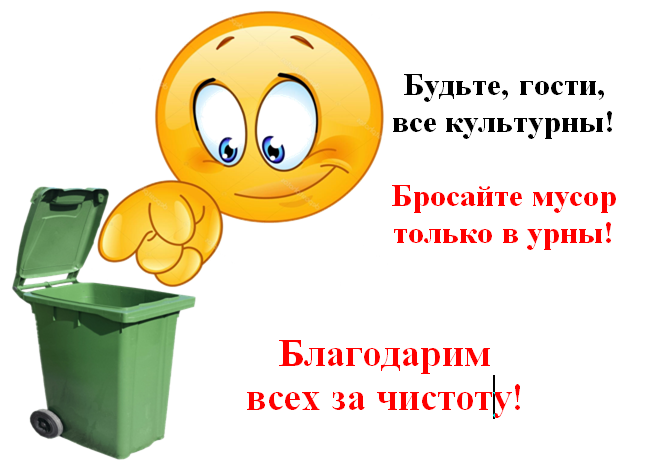 Будьте, гости,
все культурны!
Бросайте мусор
только в урны!
Благодарим
всех за чистоту!